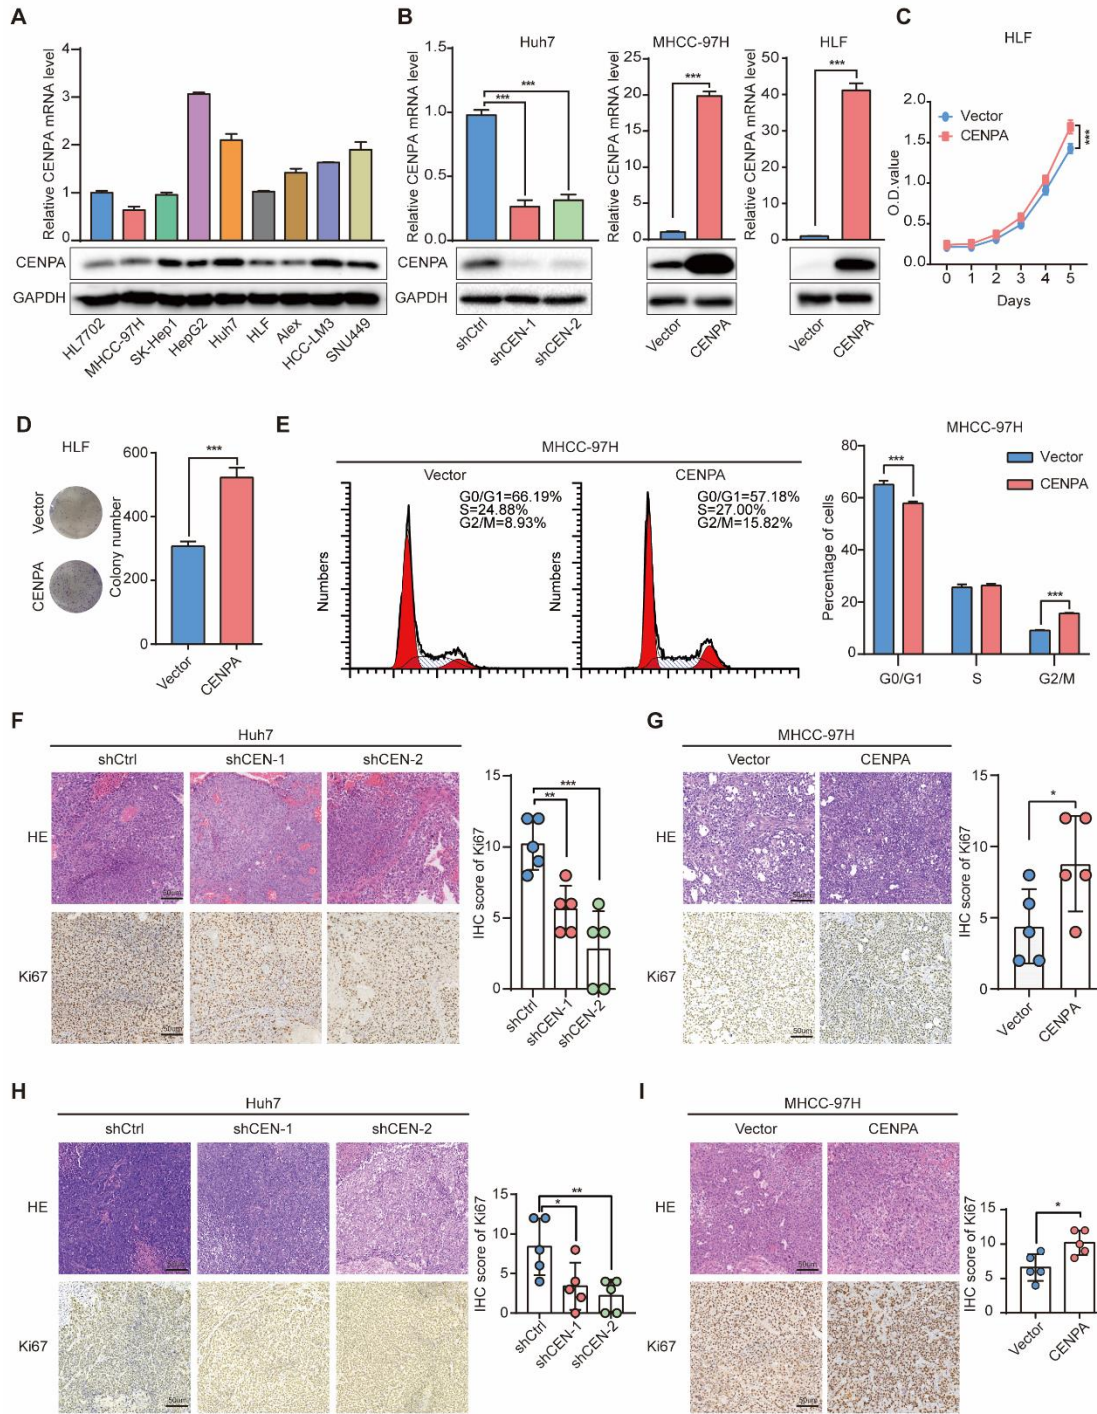 A
Relative CENPA mRNA level
4
3
2
1
0
CENPA
GAPDH
HL7702
MHCC-97H
SK-Hep1
HepG2
Huh7
HLF
Alex
HCC-LM3
SNU449
B
Huh7
Relative CENPA mRNA level
1.5
1.0
0.5
0.0
***
***
CENPA
GAPDH
shCtrl
shCEN-1
shCEN-2
MHCC-97H
Relative CENPA mRNA level
25
20
15
10
5
0
***
Vector
CENPA
HLF
Relative CENPA mRNA level
50
40
30
20
10
0
***
Vector
CENPA
C
HLF
O.D.value
2.0
1.5
1.0
0.5
0.0
Vector
CENPA
***
0 1 2 3 4 5
Days
D
HLF
Vector
CENPA
Colony number
600
400
200
0
***
Vector
CENPA
E
MHCC-97H
Vector
G0/G1=66.19%
S=24.88%
G2/M=8.93%
Numbers
CENPA
G0/G1=57.18%
S=27.00%
G2/M=15.82%
Numbers
MHCC-97H
Percentage of cells
80
60
40
20
0
Vector
CENPA
***
***
G0/G1 S G2/M
F
Huh7
shCtrl shCEN-1 shCEN-2
HE
50um
Ki67
50um
IHC score of Ki67
15
10
5
0
***
**
shCtrl
shCEN-1
shCEN-2
G
MHCC-97H
Vector CENPA
HE
50um
Ki67
50um
IHC score of Ki67
15
10
5
0
*
Vector
CENPA
H
Huh7
shCtrl shCEN-1 shCEN-2
HE
50um
Ki67
50um
IHC score of Ki67
15
10
5
0
**
*
shCtrl
shCEN-1
shCEN-2
I
MHCC-97H
Vector CENPA
HE
50um
Ki67
50um
IHC score of Ki67
15
10
5
0
*
Vector
CENPA